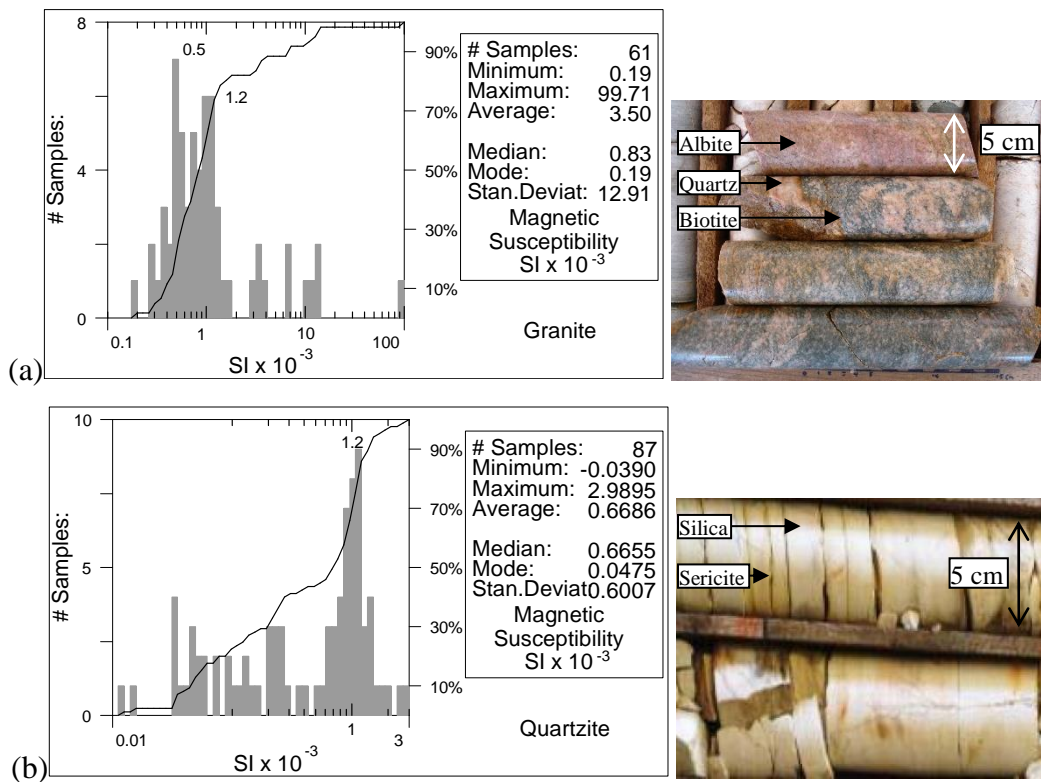 8
4
0
# Samples:
0.5
1.2
90%
70%
50%
30%
10%
0.1
1
10
100
SI x 10⁻³
# Samples: 61
Minimum: 0.19
Maximum: 99.71
Average: 3.50
Median: 0.83
Mode: 0.19
Stan.Deviat: 12.91
Magnetic
Susceptibility
SI x 10⁻³
Granite
(a)
Albite
Quartz
Biotite
5 cm
10
5
0
# Samples:
1.2
90%
70%
50%
30%
10%
0.01
1
3
SI x 10⁻³
# Samples: 87
Minimum: -0.0390
Maximum: 2.9895
Average: 0.6686
Median: 0.6655
Mode: 0.0475
Stan.Deviat: 0.6007
Magnetic
Susceptibility
SI x 10⁻³
Quartzite
(b)
Silica
Sericite
5 cm